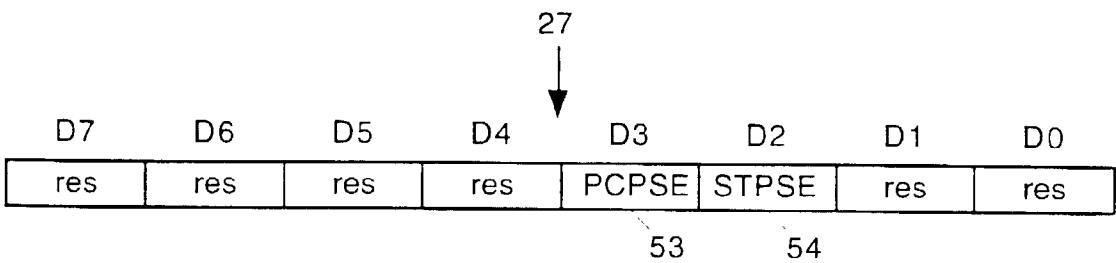 27
D7 D6 D5 D4 D3 D2 D1 D0
res res res res PCPSE STPSE res res
53 54